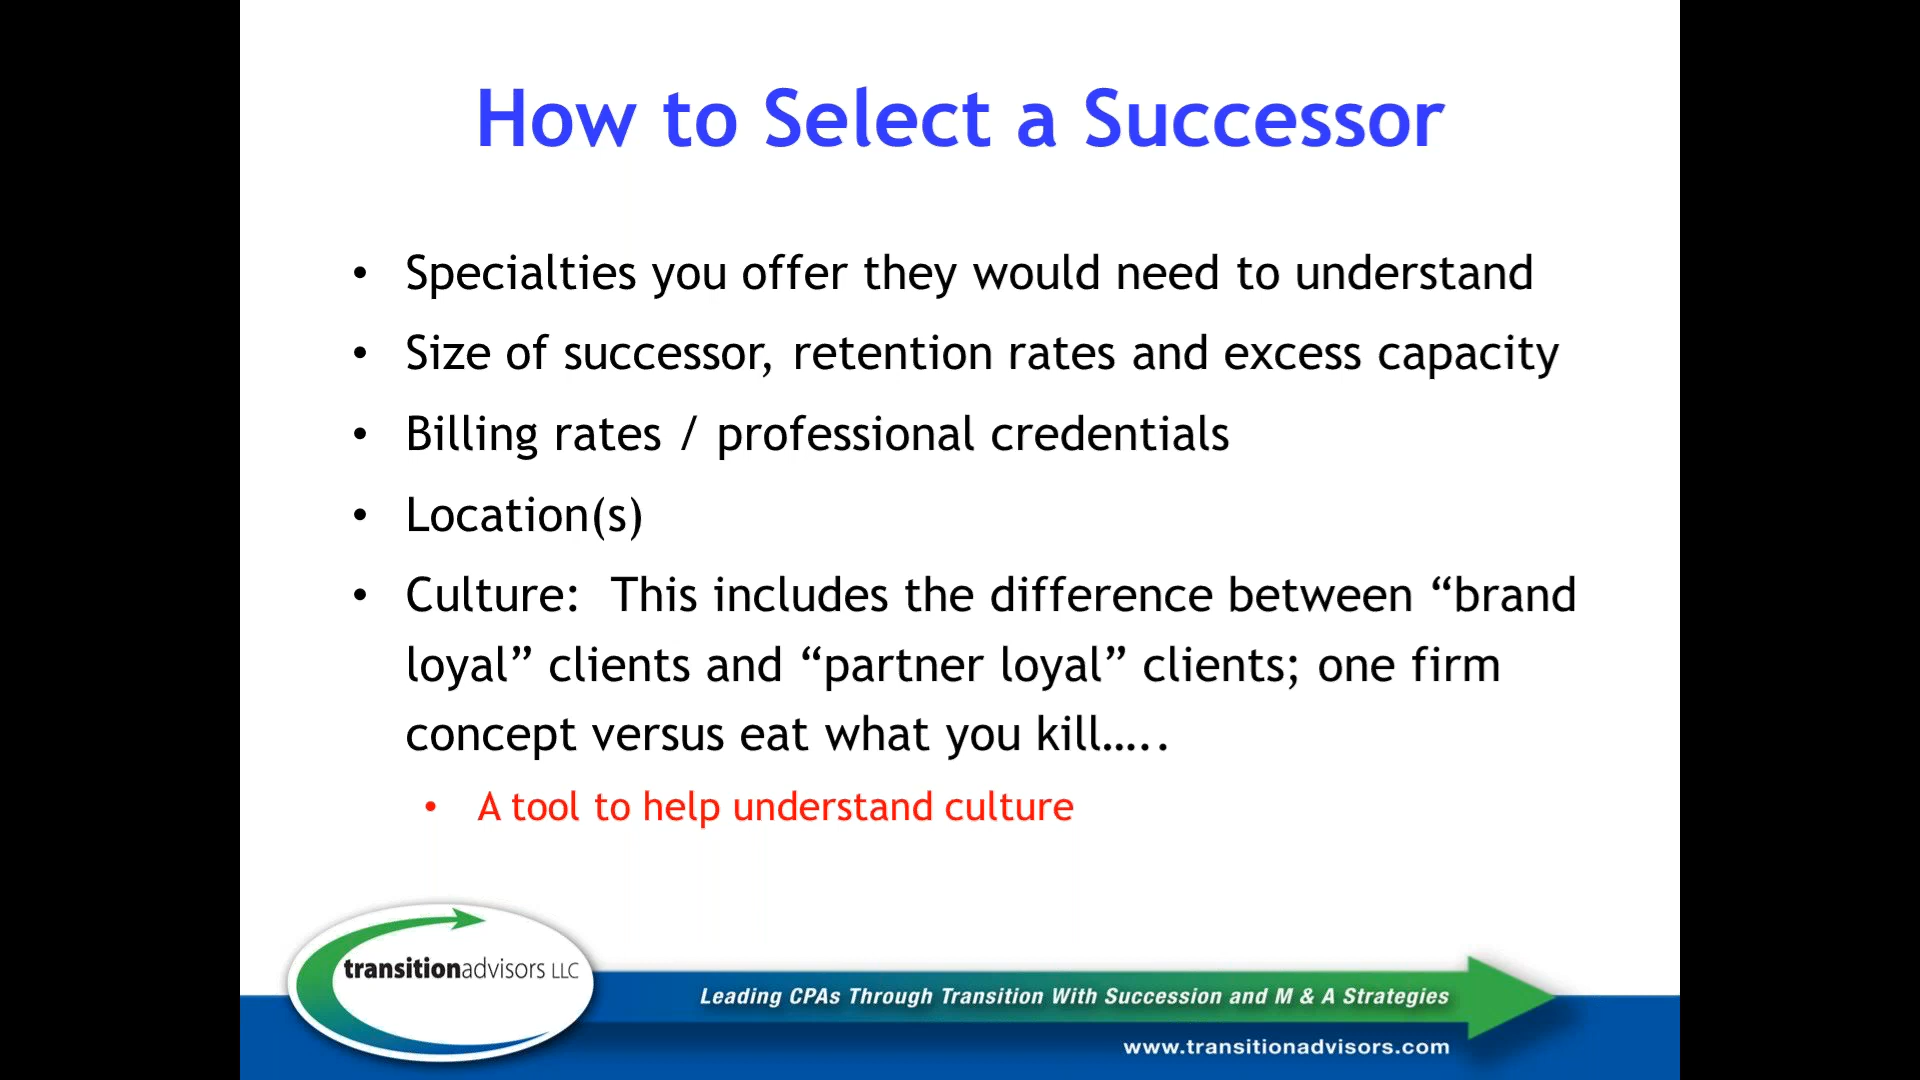 How to Select a Successor
• Specialties you offer they would need to understand
• Size of successor, retention rates and excess capacity
• Billing rates / professional credentials
• Location(s)
• Culture:  This includes the difference between “brand
loyal” clients and “partner loyal” clients; one firm
concept versus eat what you kill…..
• A tool to help understand culture
transitionadvisors LLC
Leading CPAs Through Transition With Succession and M & A Strategies
www.transitionadvisors.com